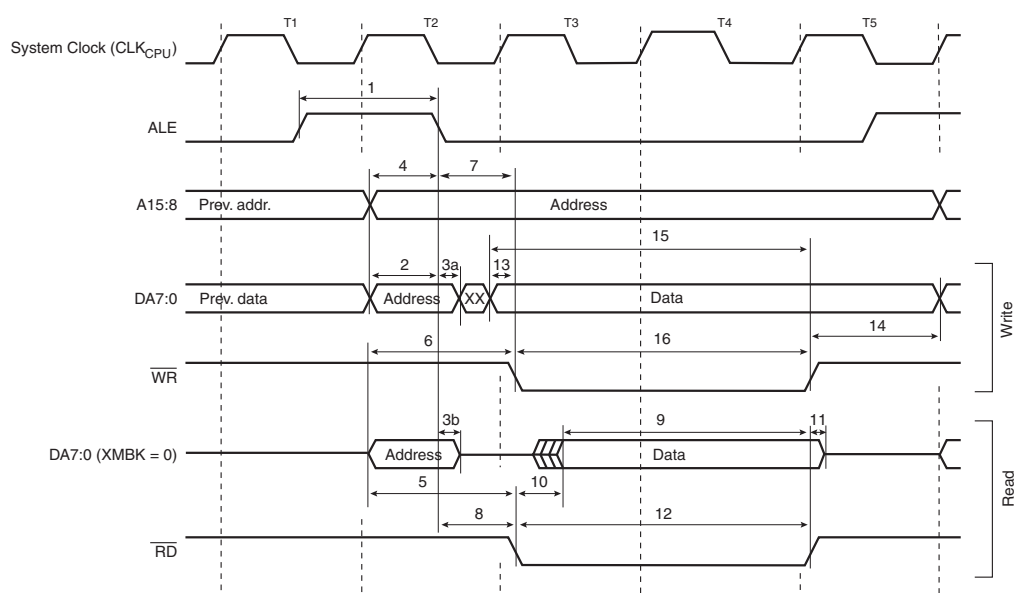 T1 T2 T3 T4 T5
System Clock (CLKCPU)
1
ALE
4 7
A15:8 Prev. addr. Address
15
2 3a 13
DA7:0 Prev. data Address XX Data
14
6 16
WR
Write
3b 9 11
DA7:0 (XMBK = 0) Address Data
5 10
8 12
RD
Read